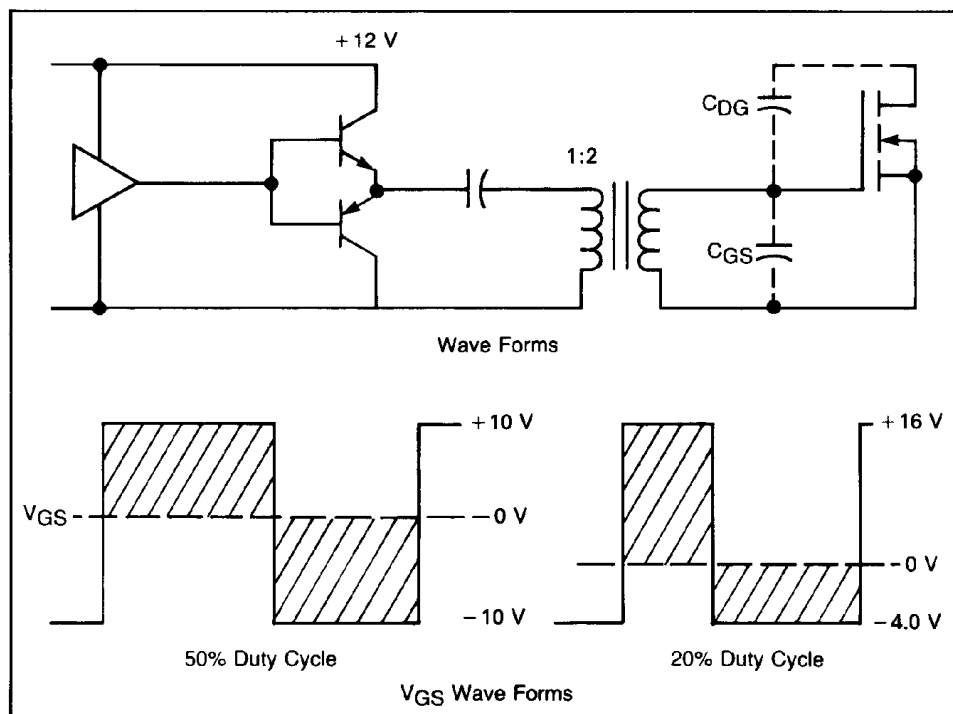 +12 V
CDG
1:2
CGS
Wave Forms
+10 V
+16 V
VGS
-0 V
-0 V
-10 V
-4.0 V
50% Duty Cycle
20% Duty Cycle
VGS Wave Forms